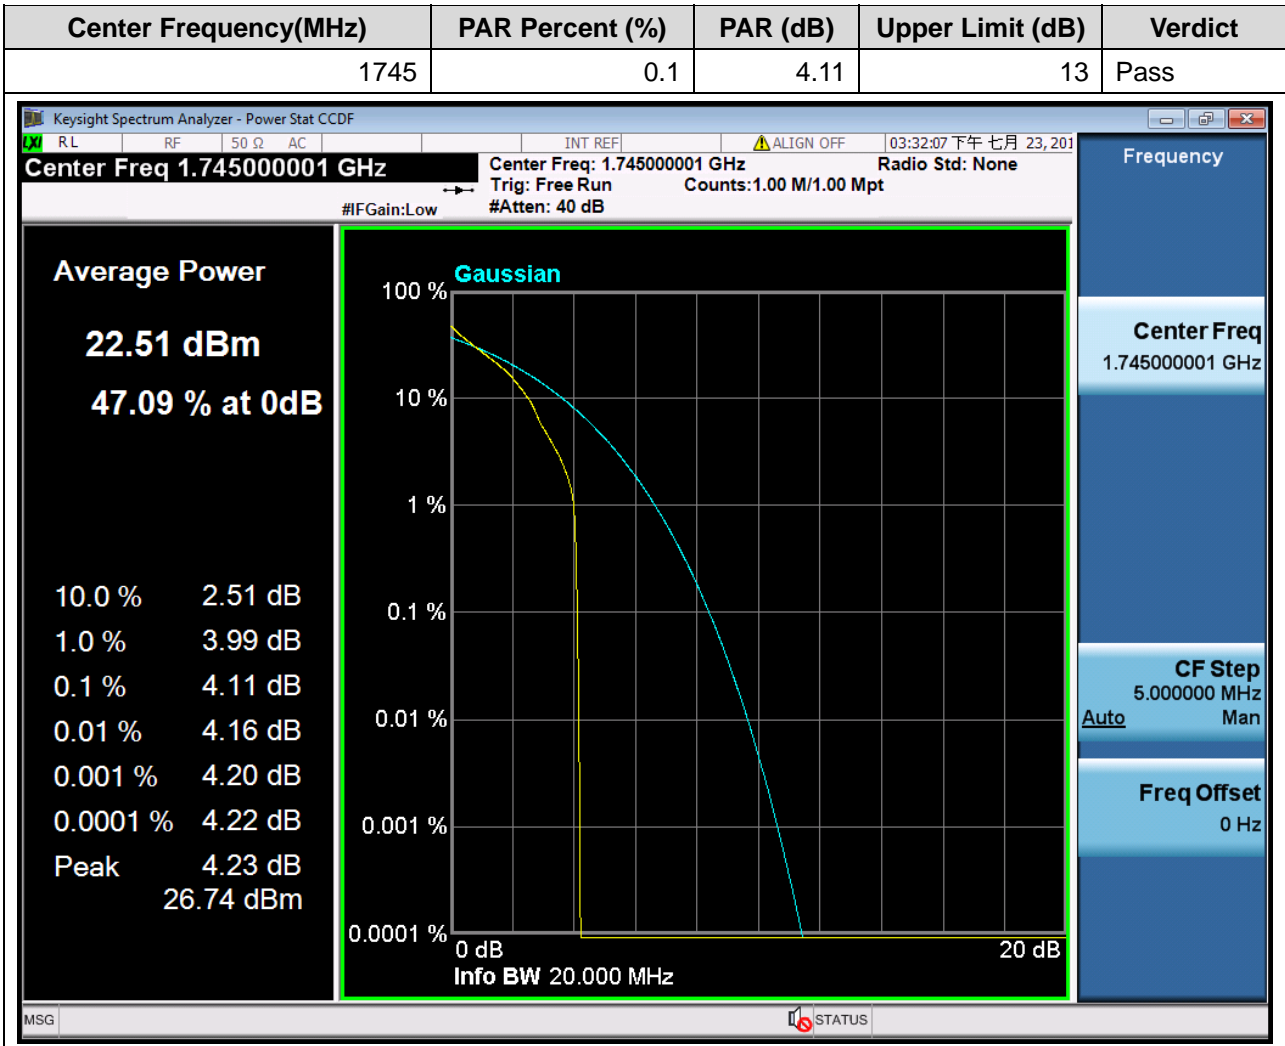 Center Frequency(MHz) PAR Percent (%) PAR (dB) Upper Limit (dB) Verdict
1745 0.1 4.11 13 Pass
Keysight Spectrum Analyzer - Power Stat CCDF
LXI RL RF 50 Ω AC INT REF ALIGN OFF 03:32:07 下午 七月 23, 201
Center Freq 1.745000001 GHz
Center Freq: 1.745000001 GHz Radio Std: None
Trig: Free Run Counts:1.00 M/1.00 Mpt
#IFGain:Low #Atten: 40 dB
Frequency
Average Power
22.51 dBm
47.09 % at 0dB
10.0 % 2.51 dB
1.0 % 3.99 dB
0.1 % 4.11 dB
0.01 % 4.16 dB
0.001 % 4.20 dB
0.0001 % 4.22 dB
Peak 4.23 dB
26.74 dBm
Gaussian
100 %
10 %
1 %
0.1 %
0.01 %
0.001 %
0.0001 %
0 dB 20 dB
Info BW 20.000 MHz
Center Freq
1.745000001 GHz
CF Step
5.000000 MHz
Auto Man
Freq Offset
0 Hz
MSG STATUS